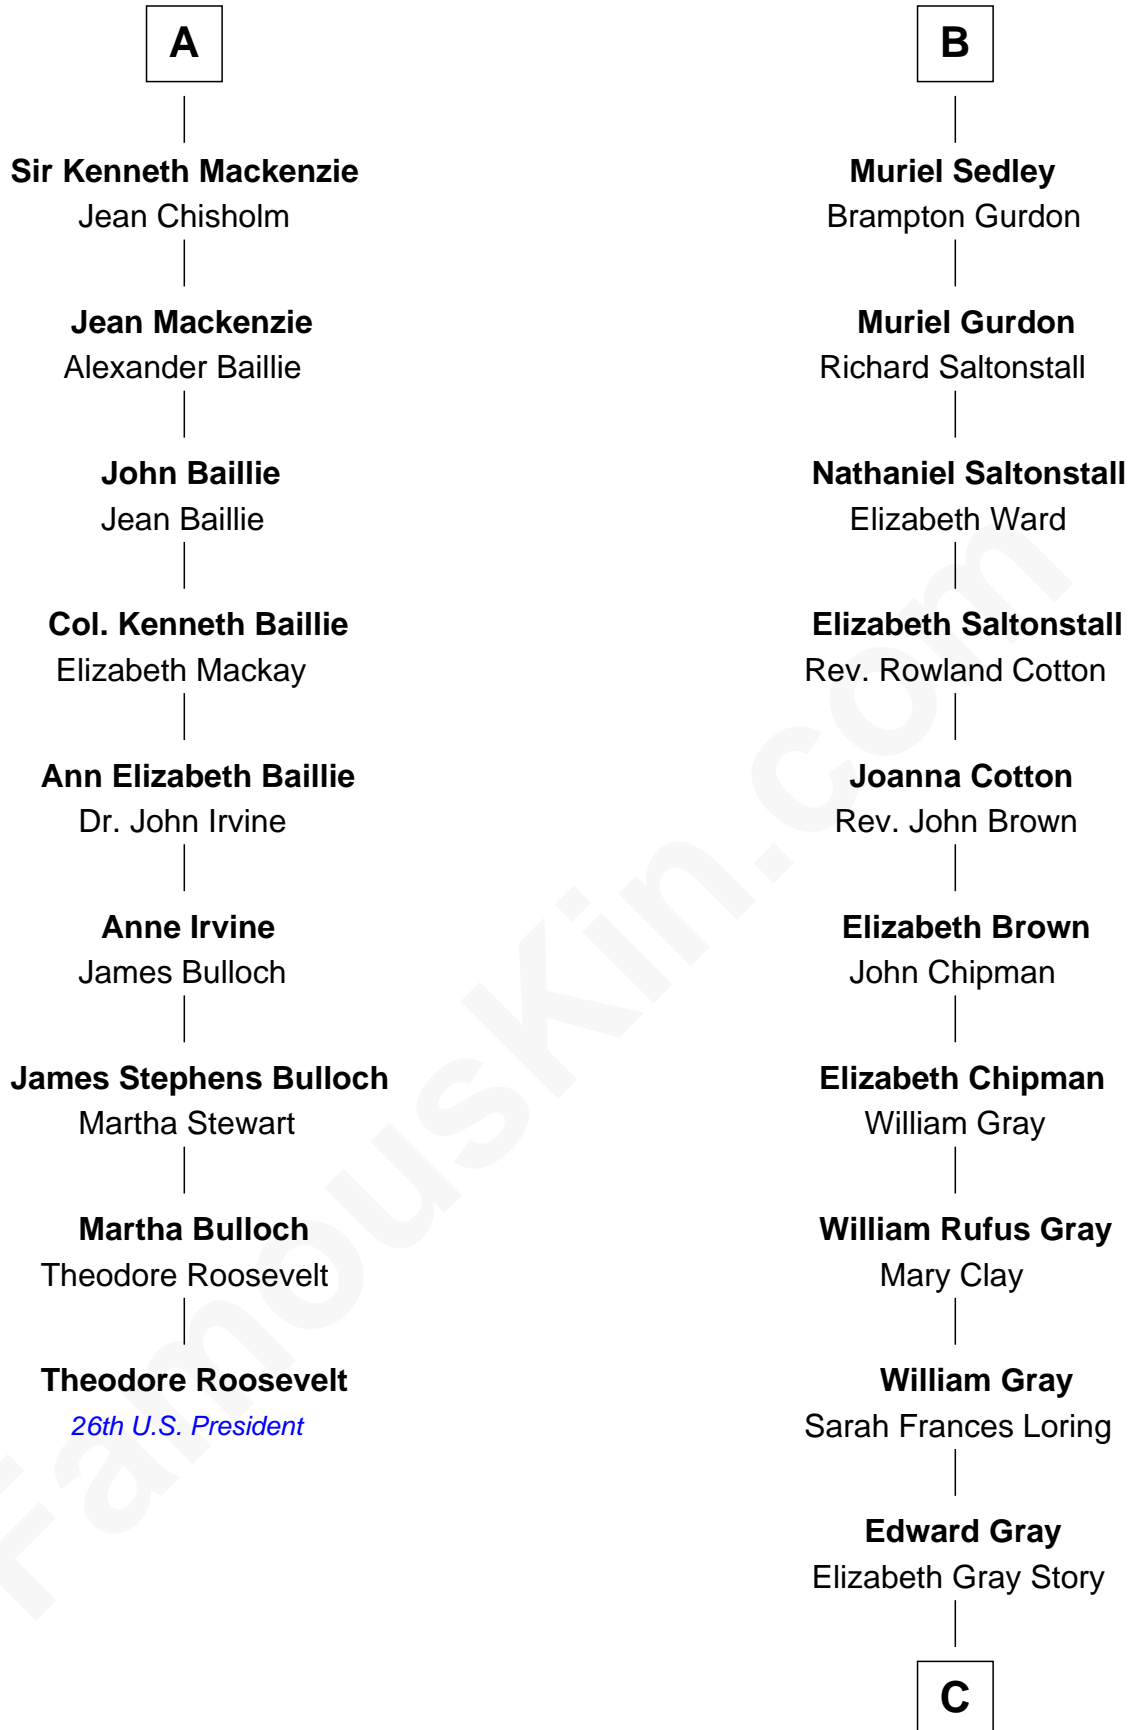 A
Sir Kenneth Mackenzie
Jean Chisholm
Jean Mackenzie
Alexander Baillie
John Baillie
Jean Baillie
Col. Kenneth Baillie
Elizabeth Mackay
Ann Elizabeth Baillie
Dr. John Irvine
Anne Irvine
James Bulloch
James Stephens Bulloch
Martha Stewart
Martha Bulloch
Theodore Roosevelt
Theodore Roosevelt
26th U.S. President
B
Muriel Sedley
Brampton Gurdon
Muriel Gurdon
Richard Saltonstall
Nathaniel Saltonstall
Elizabeth Ward
Elizabeth Saltonstall
Rev. Rowland Cotton
Joanna Cotton
Rev. John Brown
Elizabeth Brown
John Chipman
Elizabeth Chipman
William Gray
William Rufus Gray
Mary Clay
William Gray
Sarah Frances Loring
Edward Gray
Elizabeth Gray Story
C
FamousKin.com